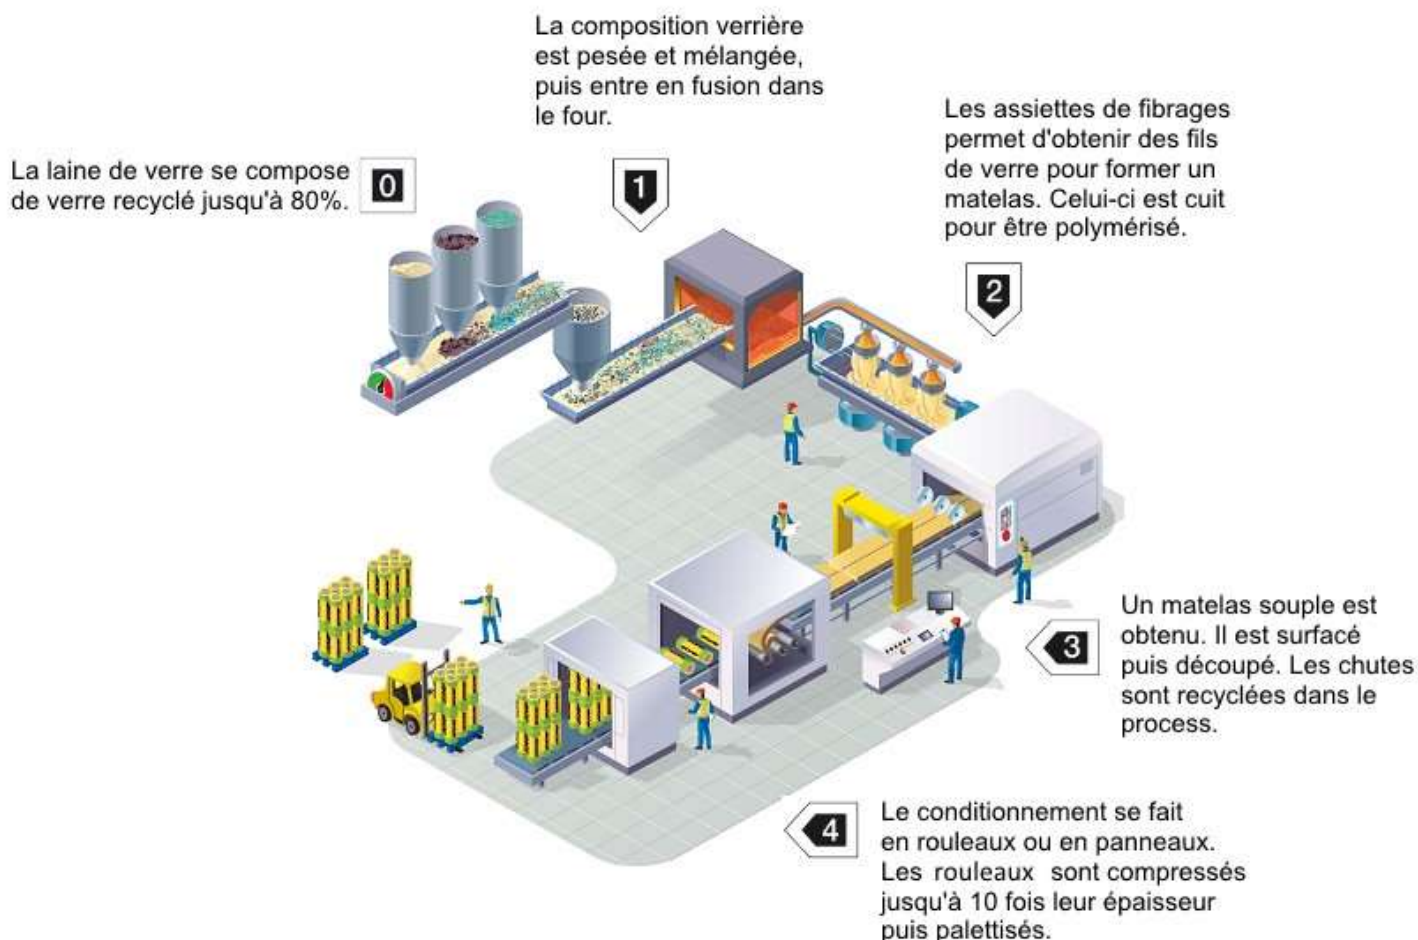 La composition verrière
est pesée et mélangée,
puis entre en fusion dans
le four.
Les assiettes de fibrages
permet d'obtenir des fils
de verre pour former un
matelas. Celui-ci est cuit
pour être polymérisé.
La laine de verre se compose
de verre recyclé jusqu'à 80%.
0
1
2
Un matelas souple est
obtenu. Il est surfacé
puis découpé. Les chutes
sont recyclées dans le
process.
3
4
Le conditionnement se fait
en rouleaux ou en panneaux.
Les rouleaux sont compressés
jusqu'à 10 fois leur épaisseur
puis palettisés.